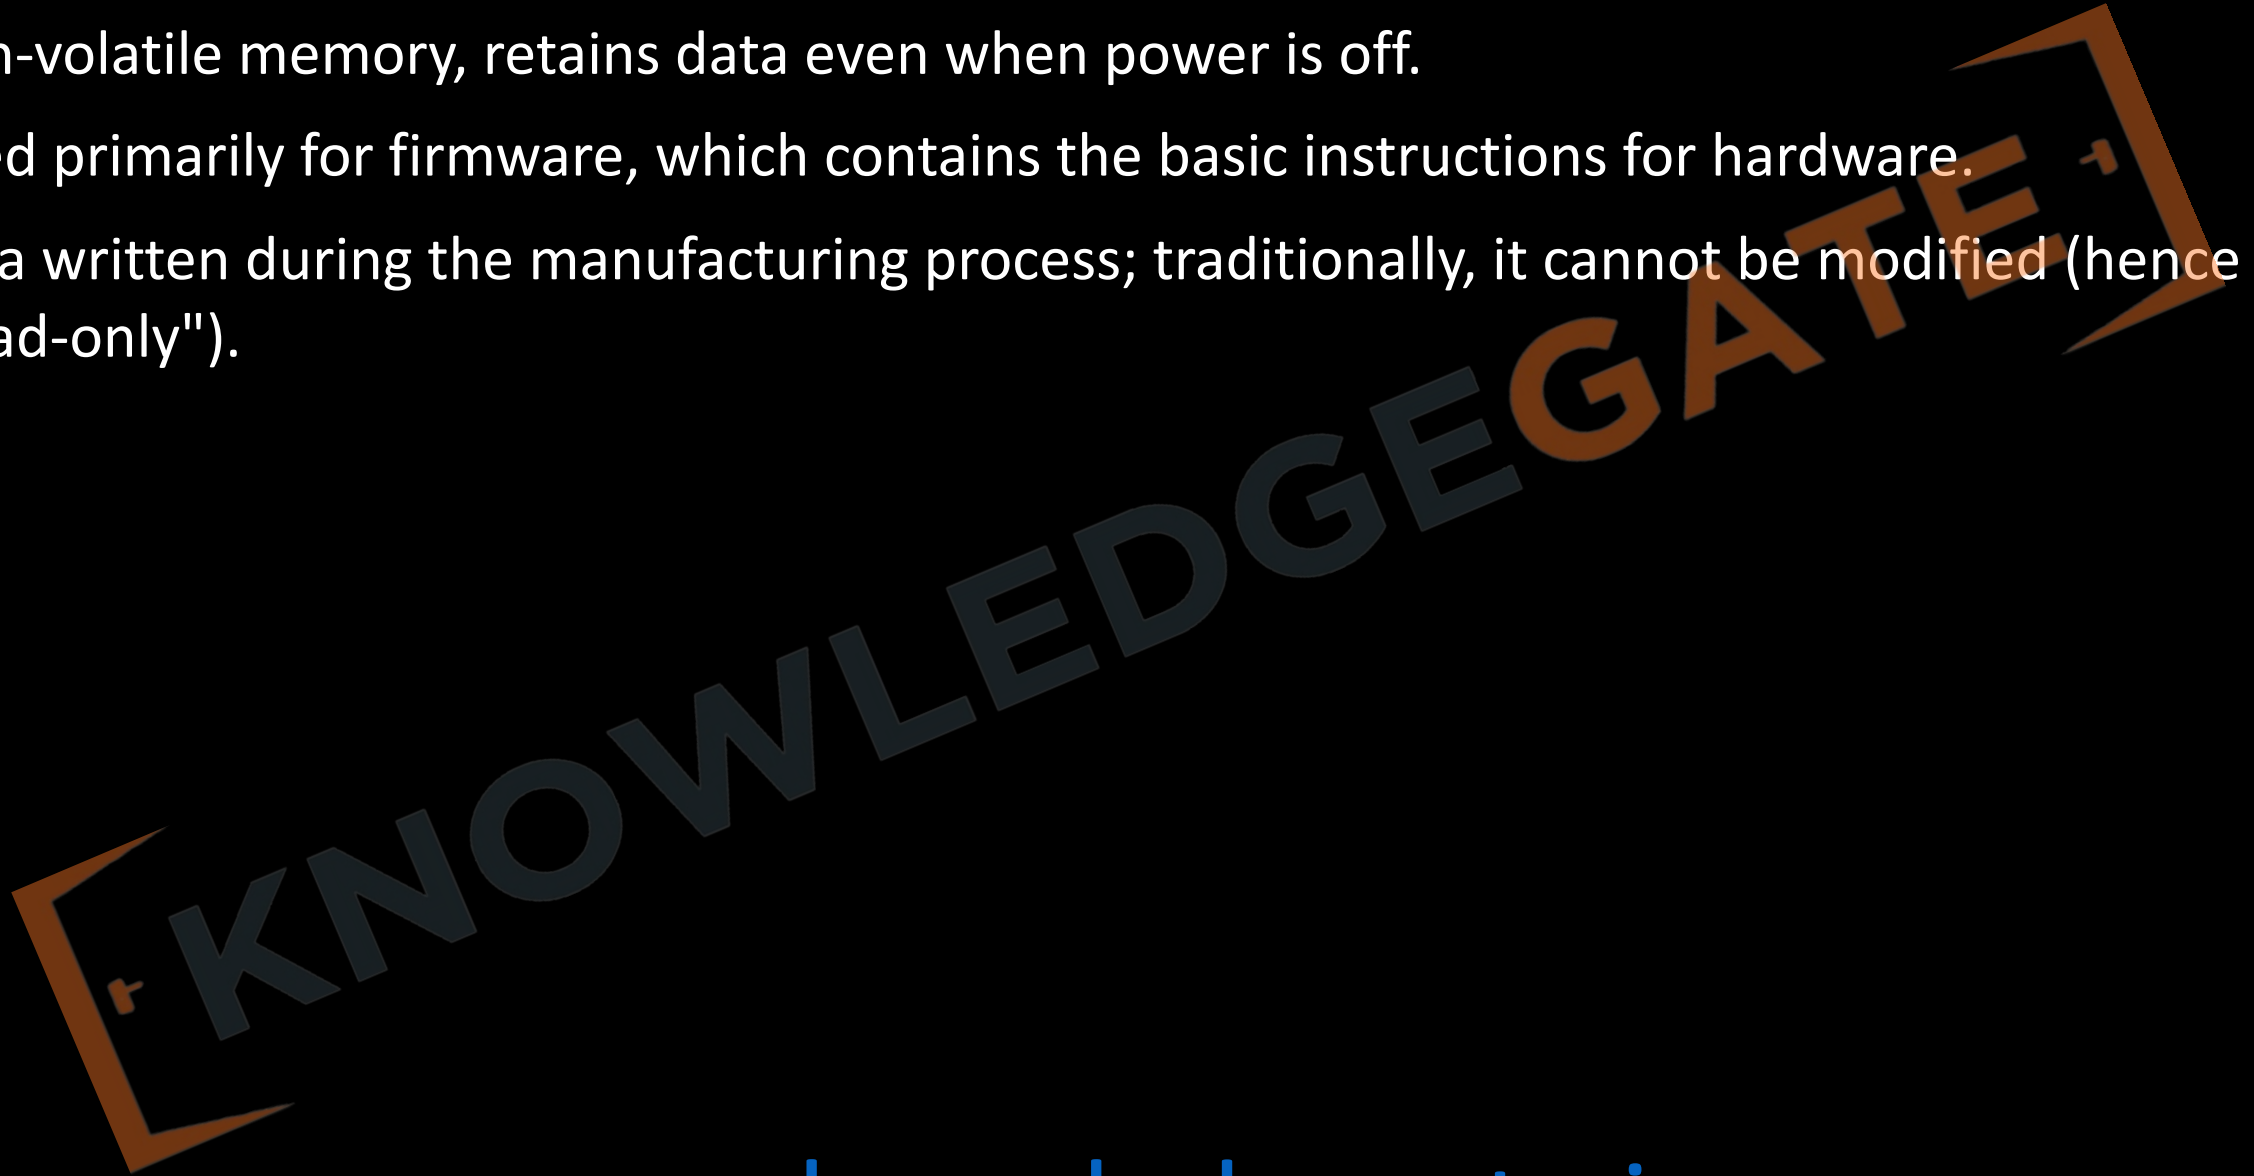 n-volatile memory, retains data even when power is off.
ed primarily for firmware, which contains the basic instructions for hardware.
a written during the manufacturing process; traditionally, it cannot be modified (hence
ad-only").
KNOWLEDGEGATE